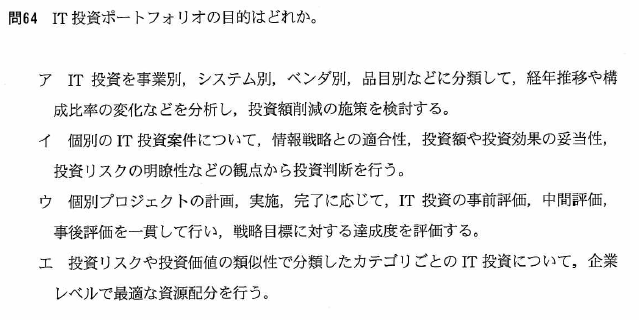 問64 IT投資ポートフォリオの目的はどれか。
ア IT 投資を事業別，システム別，ベンダ別，品目別などに分類して，経年推移や構
成比率の変化などを分析し，投資額削減の施策を検討する。
イ 個別のIT投資案件について，情報戦略との適合性，投資額や投資効果の妥当性，
投資リスクの明瞭性などの観点から投資判断を行う。
ウ 個別プロジェクトの計画，実施，完了に応じて，IT 投資の事前評価，中間評価，
事後評価を一貫して行い，戦略目標に対する達成度を評価する。
エ 投資リスクや投資価値の類似性で分類したカテゴリごとのIT投資について，企業
レベルで最適な資源配分を行う。